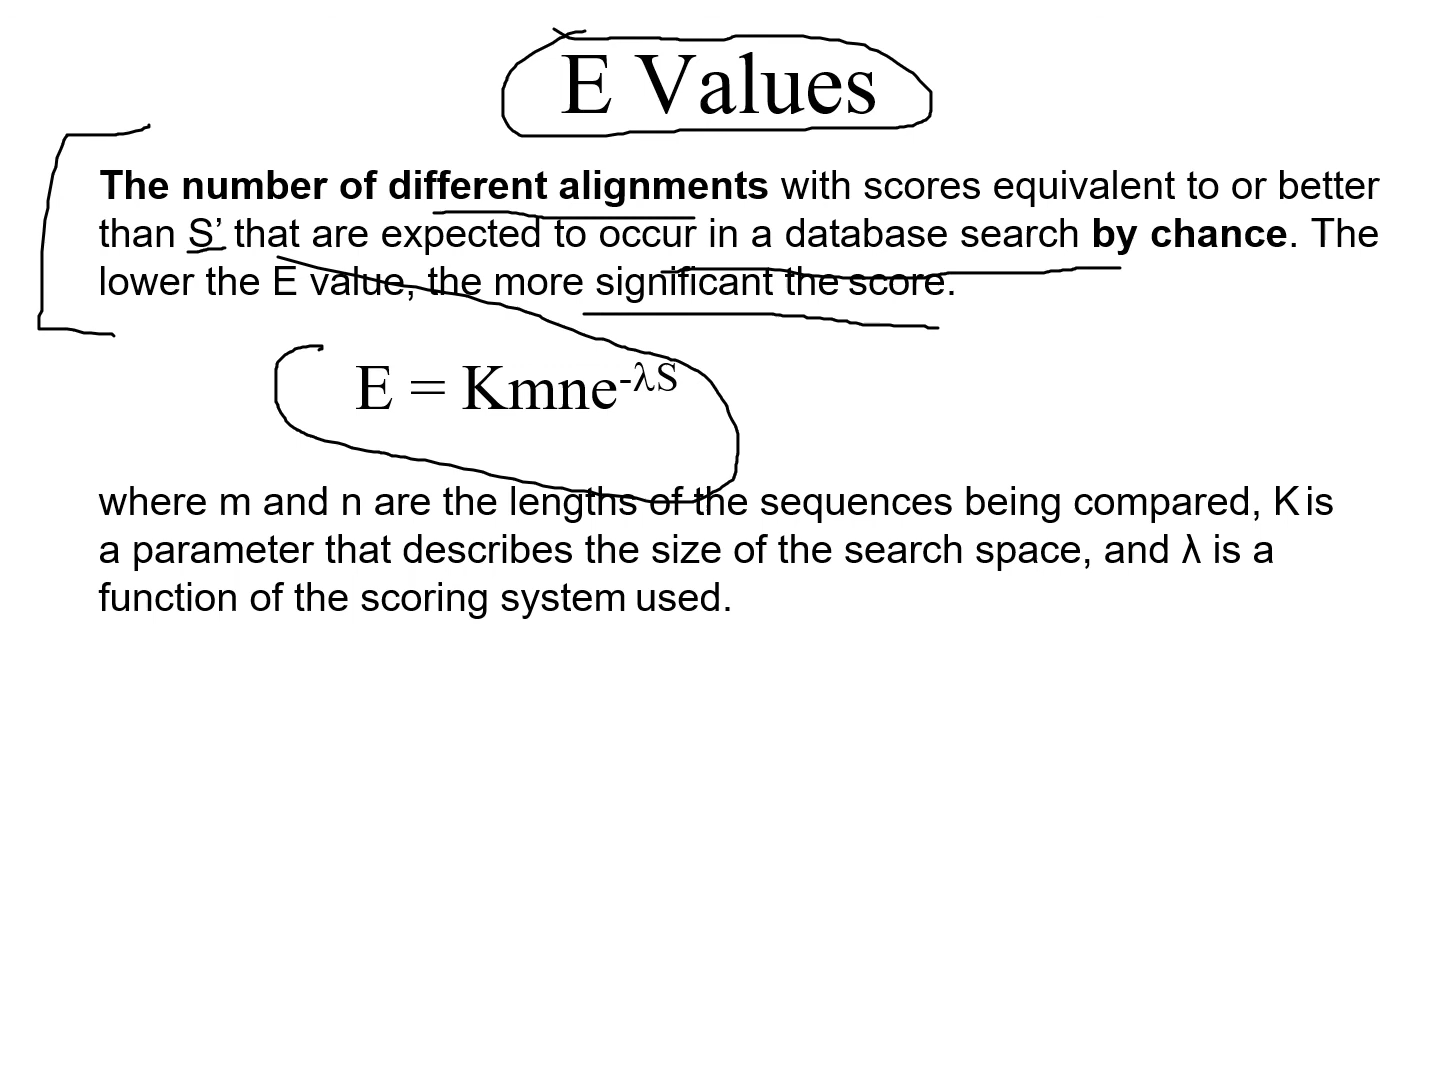 E Values
The number of different alignments with scores equivalent to or better
than S’ that are expected to occur in a database search by chance. The
lower the E value, the more significant the score.
E = Kmne^-λS
where m and n are the lengths of the sequences being compared, K is
a parameter that describes the size of the search space, and λ is a
function of the scoring system used.